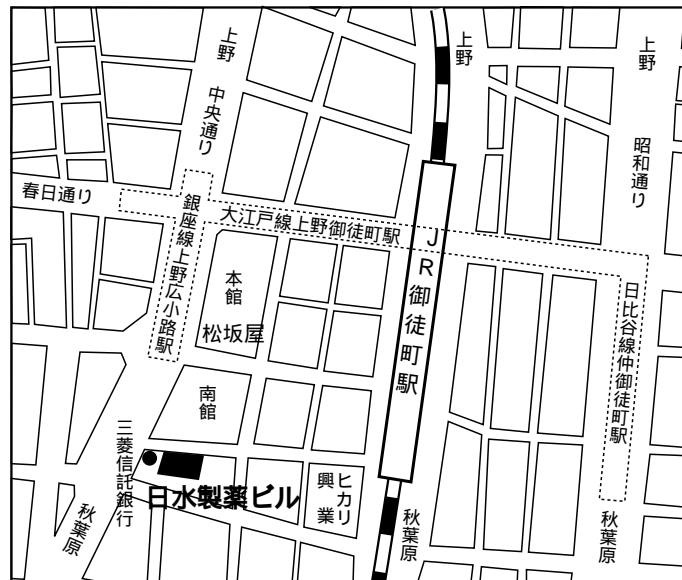 上野
中央通り
上野
上野
昭和通り
春日通り
大江戸線上野御徒町駅
銀座線上野広小路駅
JR御徒町駅
日比谷線仲御徒町駅
本館
松坂屋
南館
三菱信託銀行
日水製薬ビル
ヒカリ
興業
秋葉原
秋葉原
秋葉原